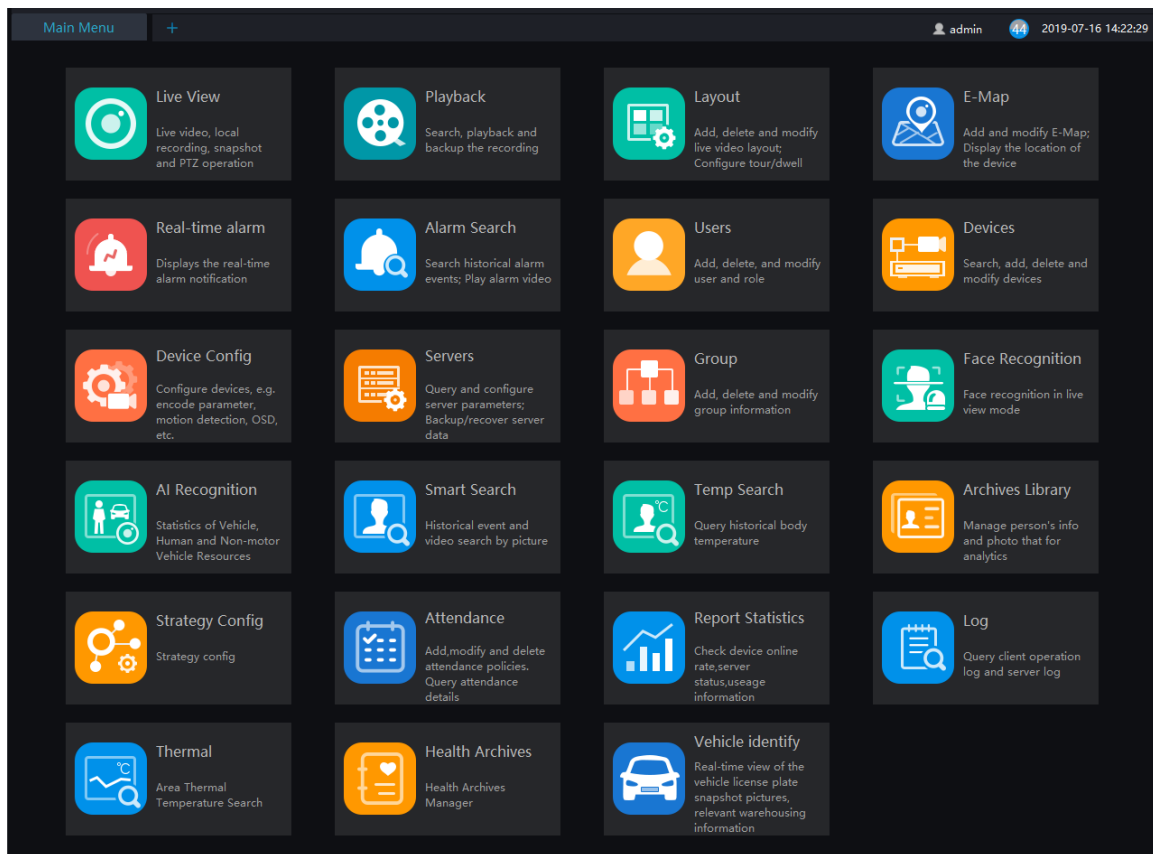 Main Menu
+
admin
44
2019-07-16 14:22:29
Live View
Live video, local
recording, snapshot
and PTZ operation
Playback
Search, playback and
backup the recording
Layout
Add, delete and modify
live video layout;
Configure tour/dwell
E-Map
Add and modify E-Map;
Display the location of
the device
Real-time alarm
Displays the real-time
alarm notification
Alarm Search
Search historical alarm
events; Play alarm video
Users
Add, delete, and modify
user and role
Devices
Search, add, delete and
modify devices
Device Config
Configure devices, e.g.
encode parameter,
motion detection, OSD,
etc.
Servers
Query and configure
server parameters;
Backup/recover server
data
Group
Add, delete and modify
group information
Face Recognition
Face recognition in live
view mode
AI Recognition
Statistics of Vehicle,
Human and Non-motor
Vehicle Resources
Smart Search
Historical event and
video search by picture
°C
Temp Search
Query historical body
temperature
Archives Library
Manage person's info
and photo that for
analytics
Strategy Config
Strategy config
Attendance
Add,modify and delete
attendance policies.
Query attendance
details
Report Statistics
Check device online
rate,server
status,useage
information
Log
Query client operation
log and server log
°C
Thermal
Area Thermal
Temperature Search
Health Archives
Health Archives
Manager
Vehicle identify
Real-time view of the
vehicle license plate
snapshot pictures,
relevant warehousing
information